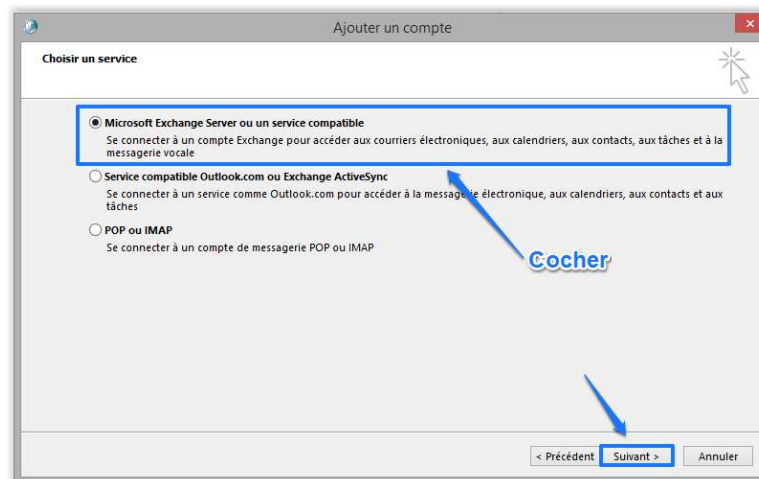 Ajouter un compte
Choisir un service
Microsoft Exchange Server ou un service compatible
Se connecter à un compte Exchange pour accéder aux courriers électroniques, aux calendriers, aux contacts, aux tâches et à la
messagerie vocale
Service compatible Outlook.com ou Exchange ActiveSync
Se connecter à un service comme Outlook.com pour accéder à la messagerie électronique, aux calendriers, aux contacts et aux
tâches
POP ou IMAP
Se connecter à un compte de messagerie POP ou IMAP
Cocher
< Précédent Suivant > Annuler